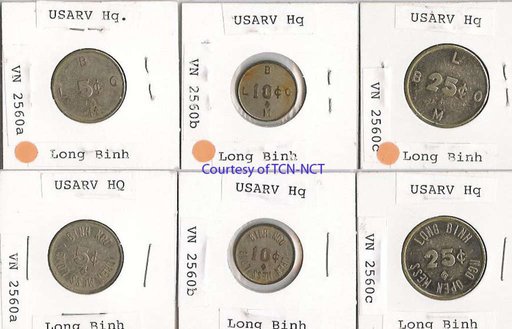 USARV Hq.
USARV Hq
USARV Hq
VN 2560a
B
L 5¢ O
M
VN 2560b
B
L 10¢ O
M
VN 2560c
L
B 25¢ O
M
Long Binh
Long Binh
Long Binh
Courtesy of TCN-NCT
USARV HQ
USARV Hq
USARV Hq
VN 2560a
5¢
VN 2560b
10¢
VN 2560c
LONG BINH
25¢
NCO OPEN MESS
Long Binh
Long Binh
Long Binh